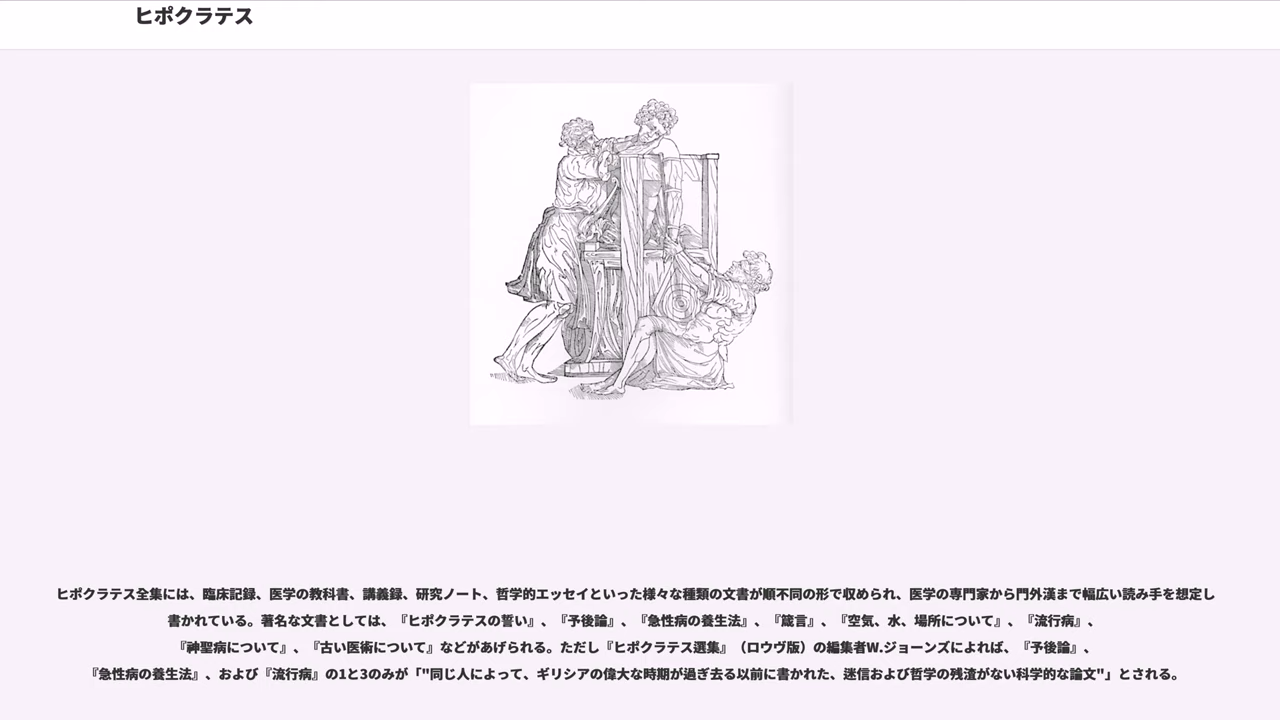 ヒポクラテス
ヒポクラテス全集には、臨床記録、医学の教科書、講義録、研究ノート、哲学的エッセイといった様々な種類の文書が順不同の形で収められ、医学の専門家から門外漢まで幅広い読み手を想定し
書かれている。著名な文書としては、『ヒポクラテスの誓い』、『予後論』、『急性病の養生法』、『箴言』、『空気、水、場所について』、『流行病』、
『神聖病について』、『古い医術について』などがあげられる。ただし『ヒポクラテス選集』（ロウヴ版）の編集者W.ジョーンズによれば、『予後論』、
『急性病の養生法』、および『流行病』の1と3のみが「"同じ人によって、ギリシアの偉大な時期が過ぎ去る以前に書かれた、迷信および哲学の残渣がない科学的な論文"」とされる。